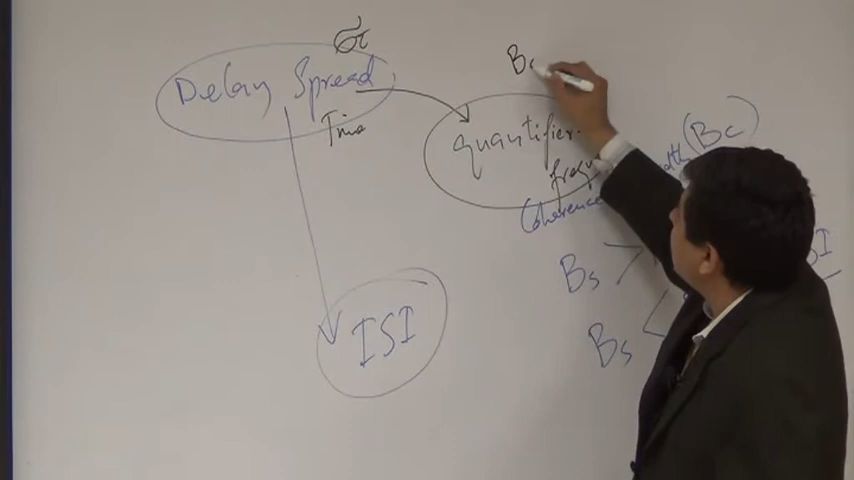 στ
Delay Spread
Time
Bc
quantifier
freq
Coherence (Bc)
Bs >
ISI
Bs <